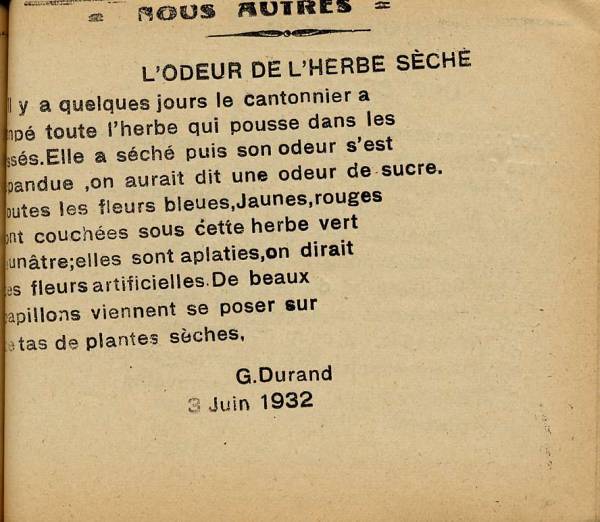 = NOUS AUTRES =
L'ODEUR DE L'HERBE SÈCHE
Il y a quelques jours le cantonnier a
pé toute l'herbe qui pousse dans les
ssés.Elle a séché puis son odeur s'est
pandue ,on aurait dit une odeur de sucre.
outes les fleurs bleues,Jaunes,rouges
ont couchées sous cette herbe vert
unâtre;elles sont aplaties,on dirait
es fleurs artificielles.De beaux
apillons viennent se poser sur
e tas de plantes sèches,
G.Durand
3 Juin 1932